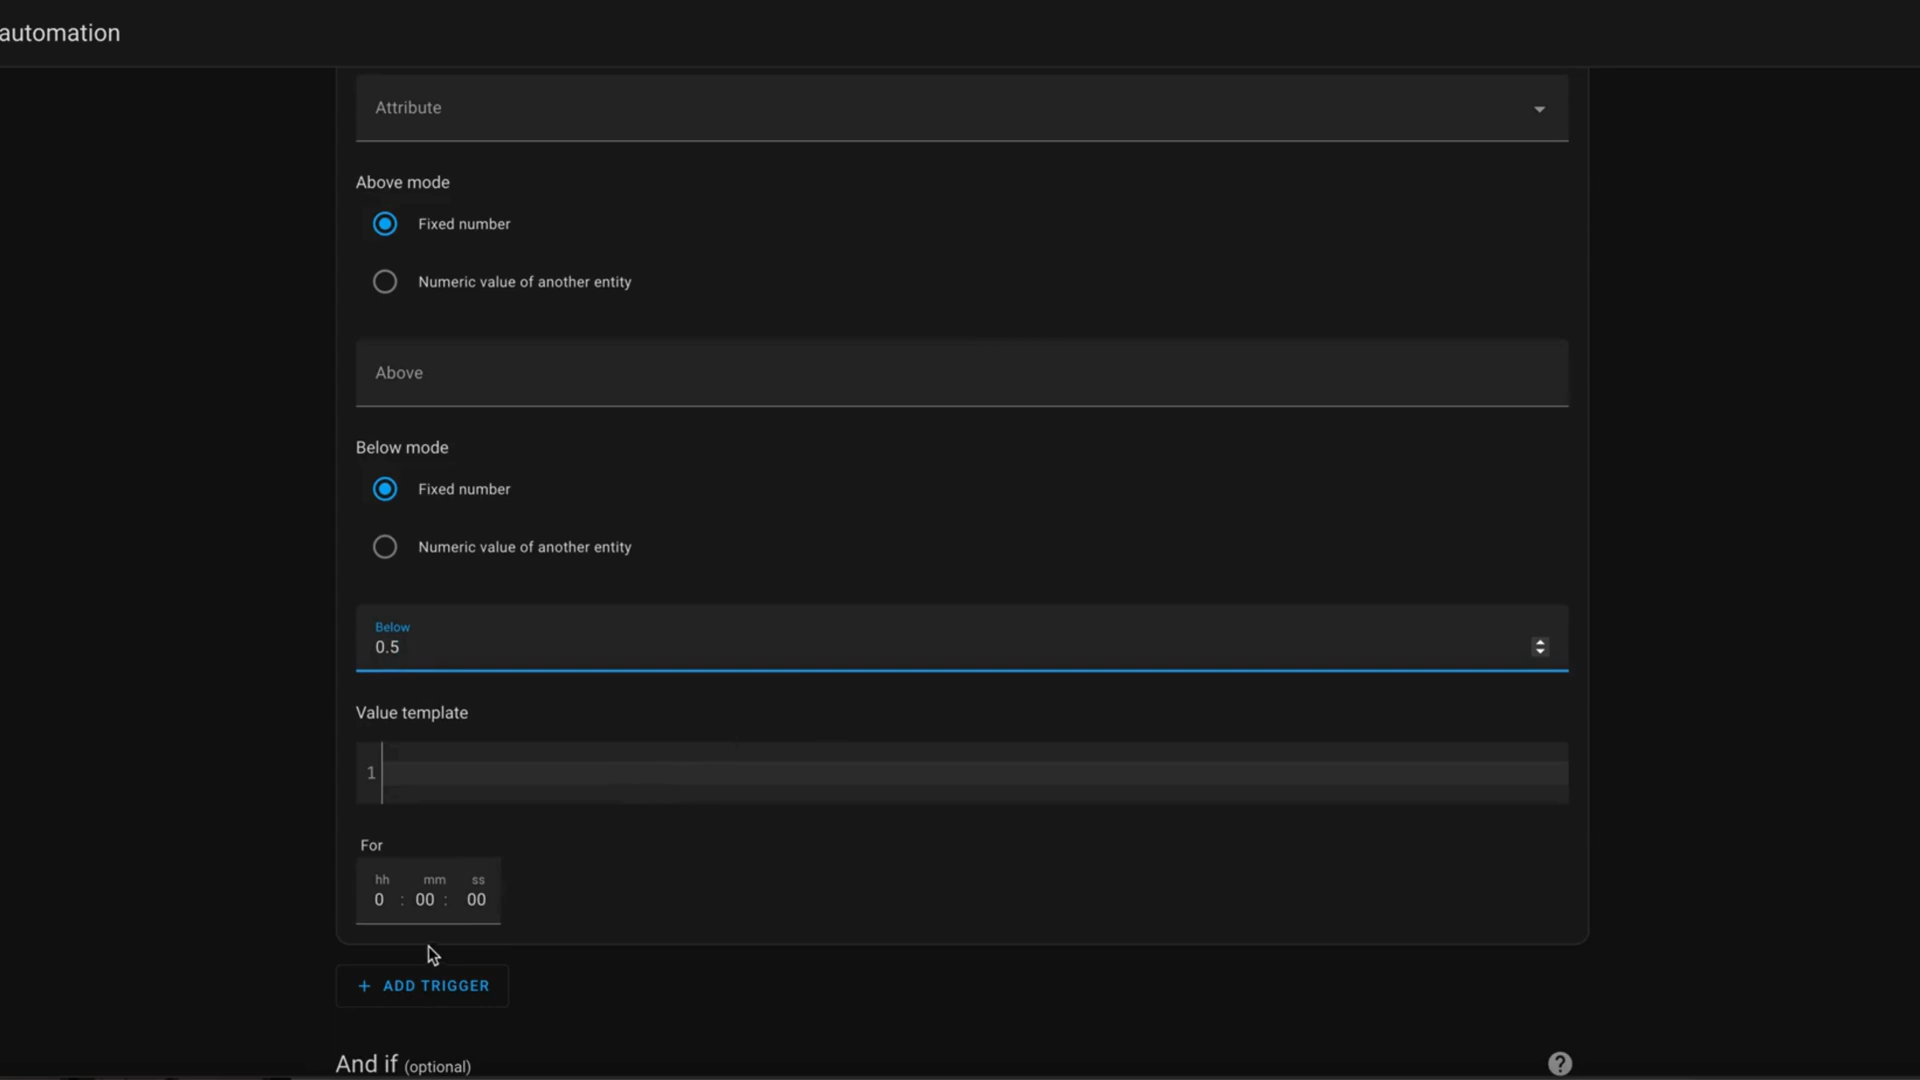 automation
Attribute
Above mode
Fixed number
Numeric value of another entity
Above
Below mode
Fixed number
Numeric value of another entity
Below
0.5
Value template
1
For
hh mm ss
0 : 00 : 00
+ ADD TRIGGER
And if (optional)
?